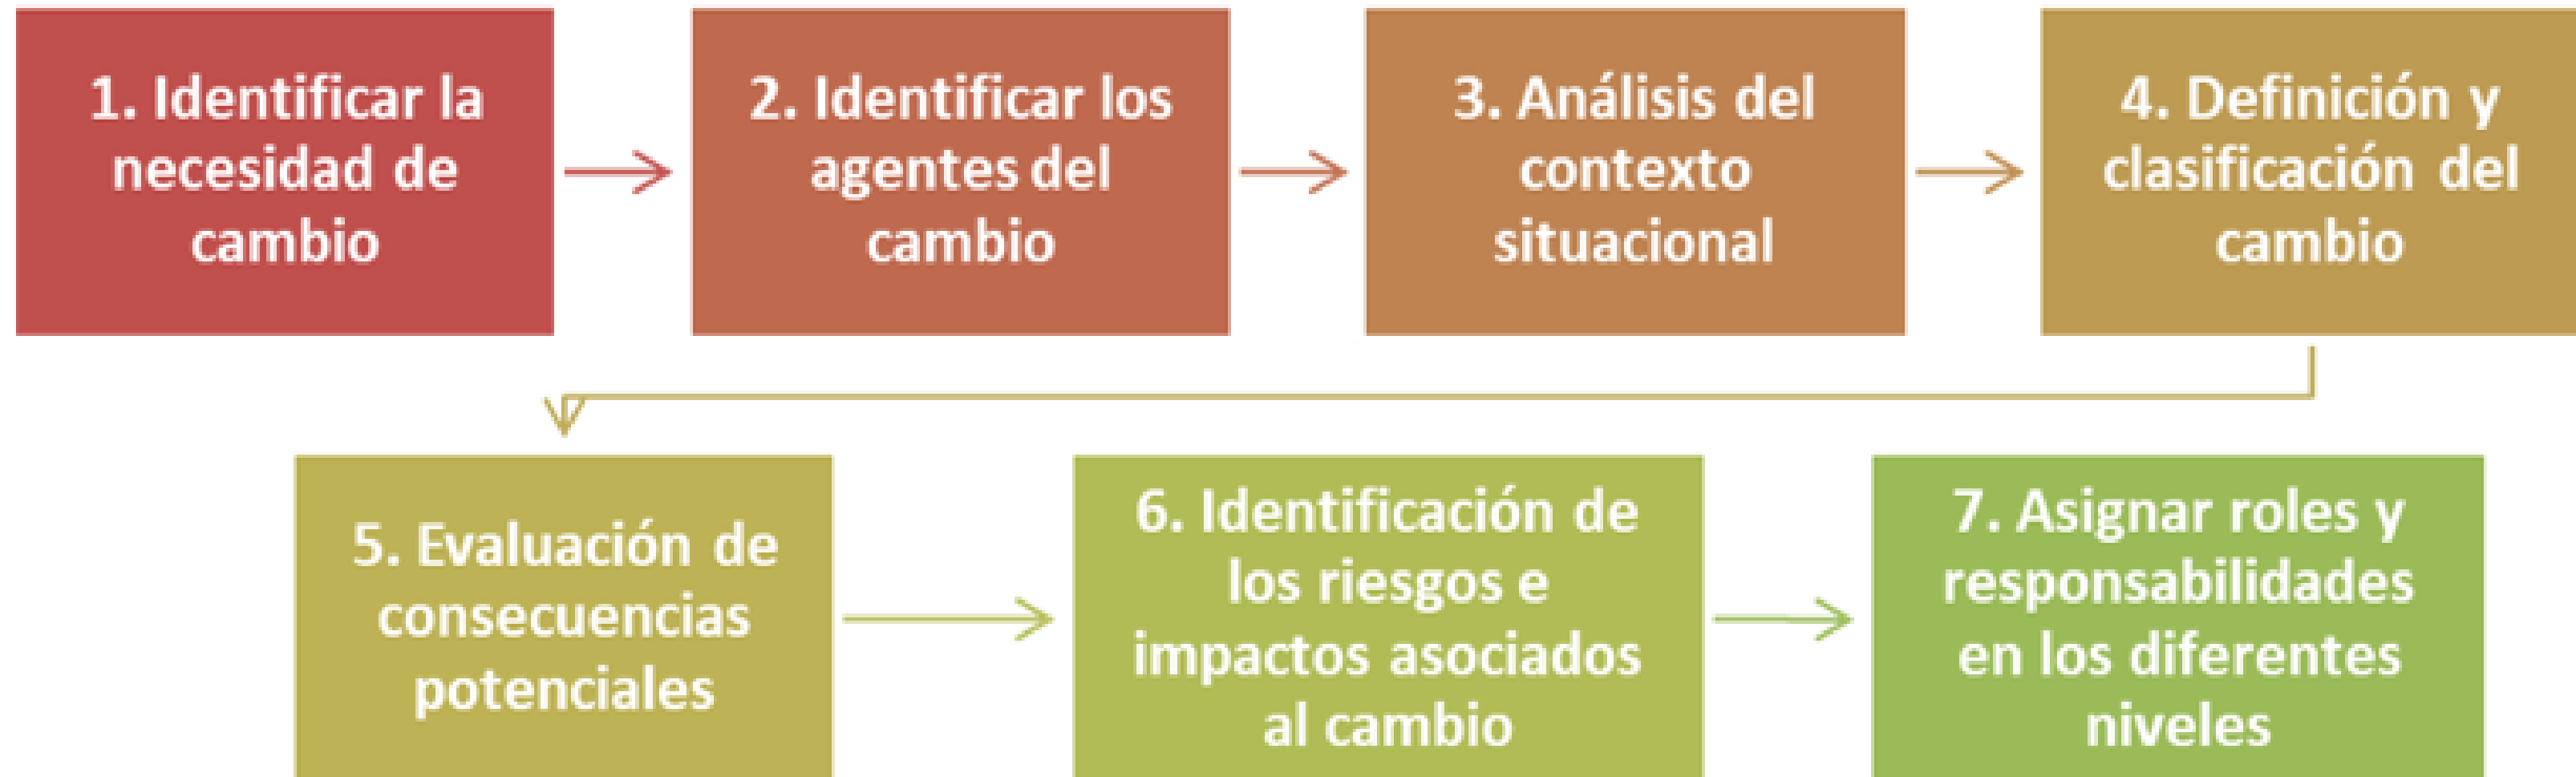 1. Identificar la
necesidad de
cambio
2. Identificar los
agentes del
cambio
3. Análisis del
contexto
situacional
4. Definición y
clasificación del
cambio
5. Evaluación de
consecuencias
potenciales
6. Identificación de
los riesgos e
impactos asociados
al cambio
7. Asignar roles y
responsabilidades
en los diferentes
niveles